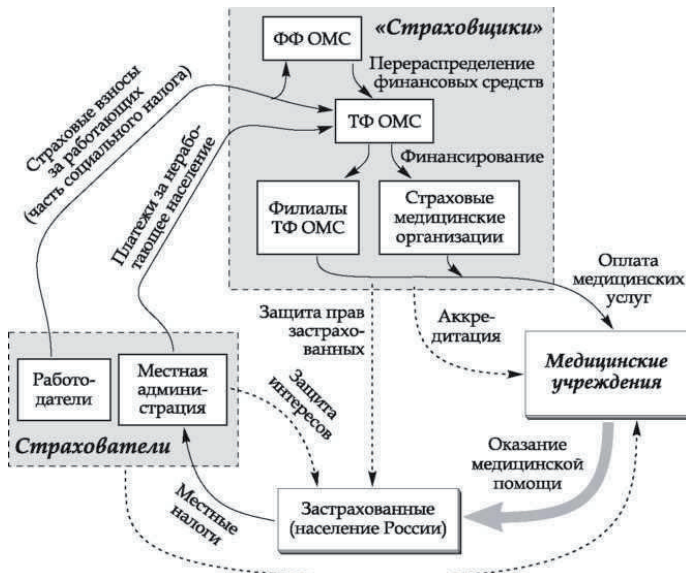 «Страховщики»
ФФ ОМС
Перераспределение
финансовых средств
ТФ ОМС
Финансирование
Филиалы
ТФ ОМС
Страховые
медицинские
организации
Страховые взносы
за работающих
(часть социального налога)
Платежи за нерабо-
тающее население
Оплата
медицинских
услуг
Защита прав
застрахо-
ванных
Аккре-
дитация
Медицинские
учреждения
Работо-
датели
Местная
админи-
страция
Страхователи
Защита
интересов
Местные
налоги
Застрахованные
(население России)
Оказание
медицинской
помощи